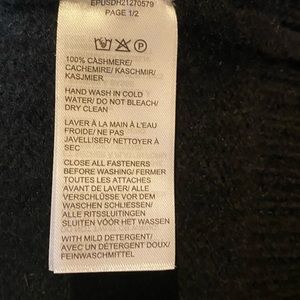 EPUSDH21270579
PAGE 1/2
P
100% CASHMERE/
CACHEMIRE/ KASCHMIR/
KASJMIER
HAND WASH IN COLD
WATER/ DO NOT BLEACH/
DRY CLEAN
LAVER À LA MAIN À L'EAU
FROIDE/ NE PAS
JAVELLISER/ NETTOYER À
SEC
CLOSE ALL FASTENERS
BEFORE WASHING/ FERMER
TOUTES LES ATTACHES
AVANT DE LAVER/ ALLE
VERSCHLÜSSE VOR DEM
WASCHEN SCHLIESSEN/
ALLE RITSSLUITINGEN
SLUITEN VÓÓR HET WASSEN
WITH MILD DETERGENT/
AVEC UN DÉTERGENT DOUX/
FEINWASCHMITTEL